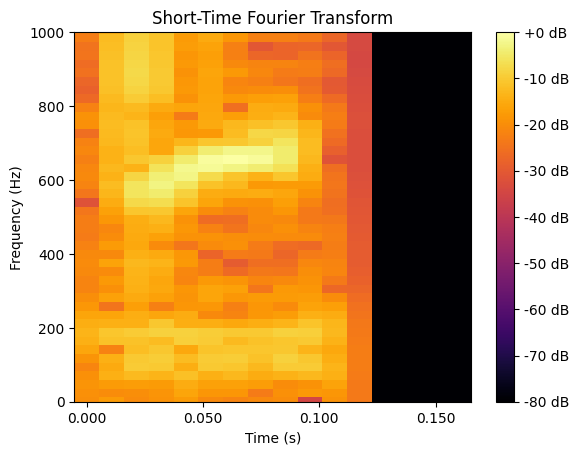 Short-Time Fourier Transform
Frequency (Hz)
1000
800
600
400
200
0
0.000
0.050
0.100
0.150
Time (s)
+0 dB
-10 dB
-20 dB
-30 dB
-40 dB
-50 dB
-60 dB
-70 dB
-80 dB